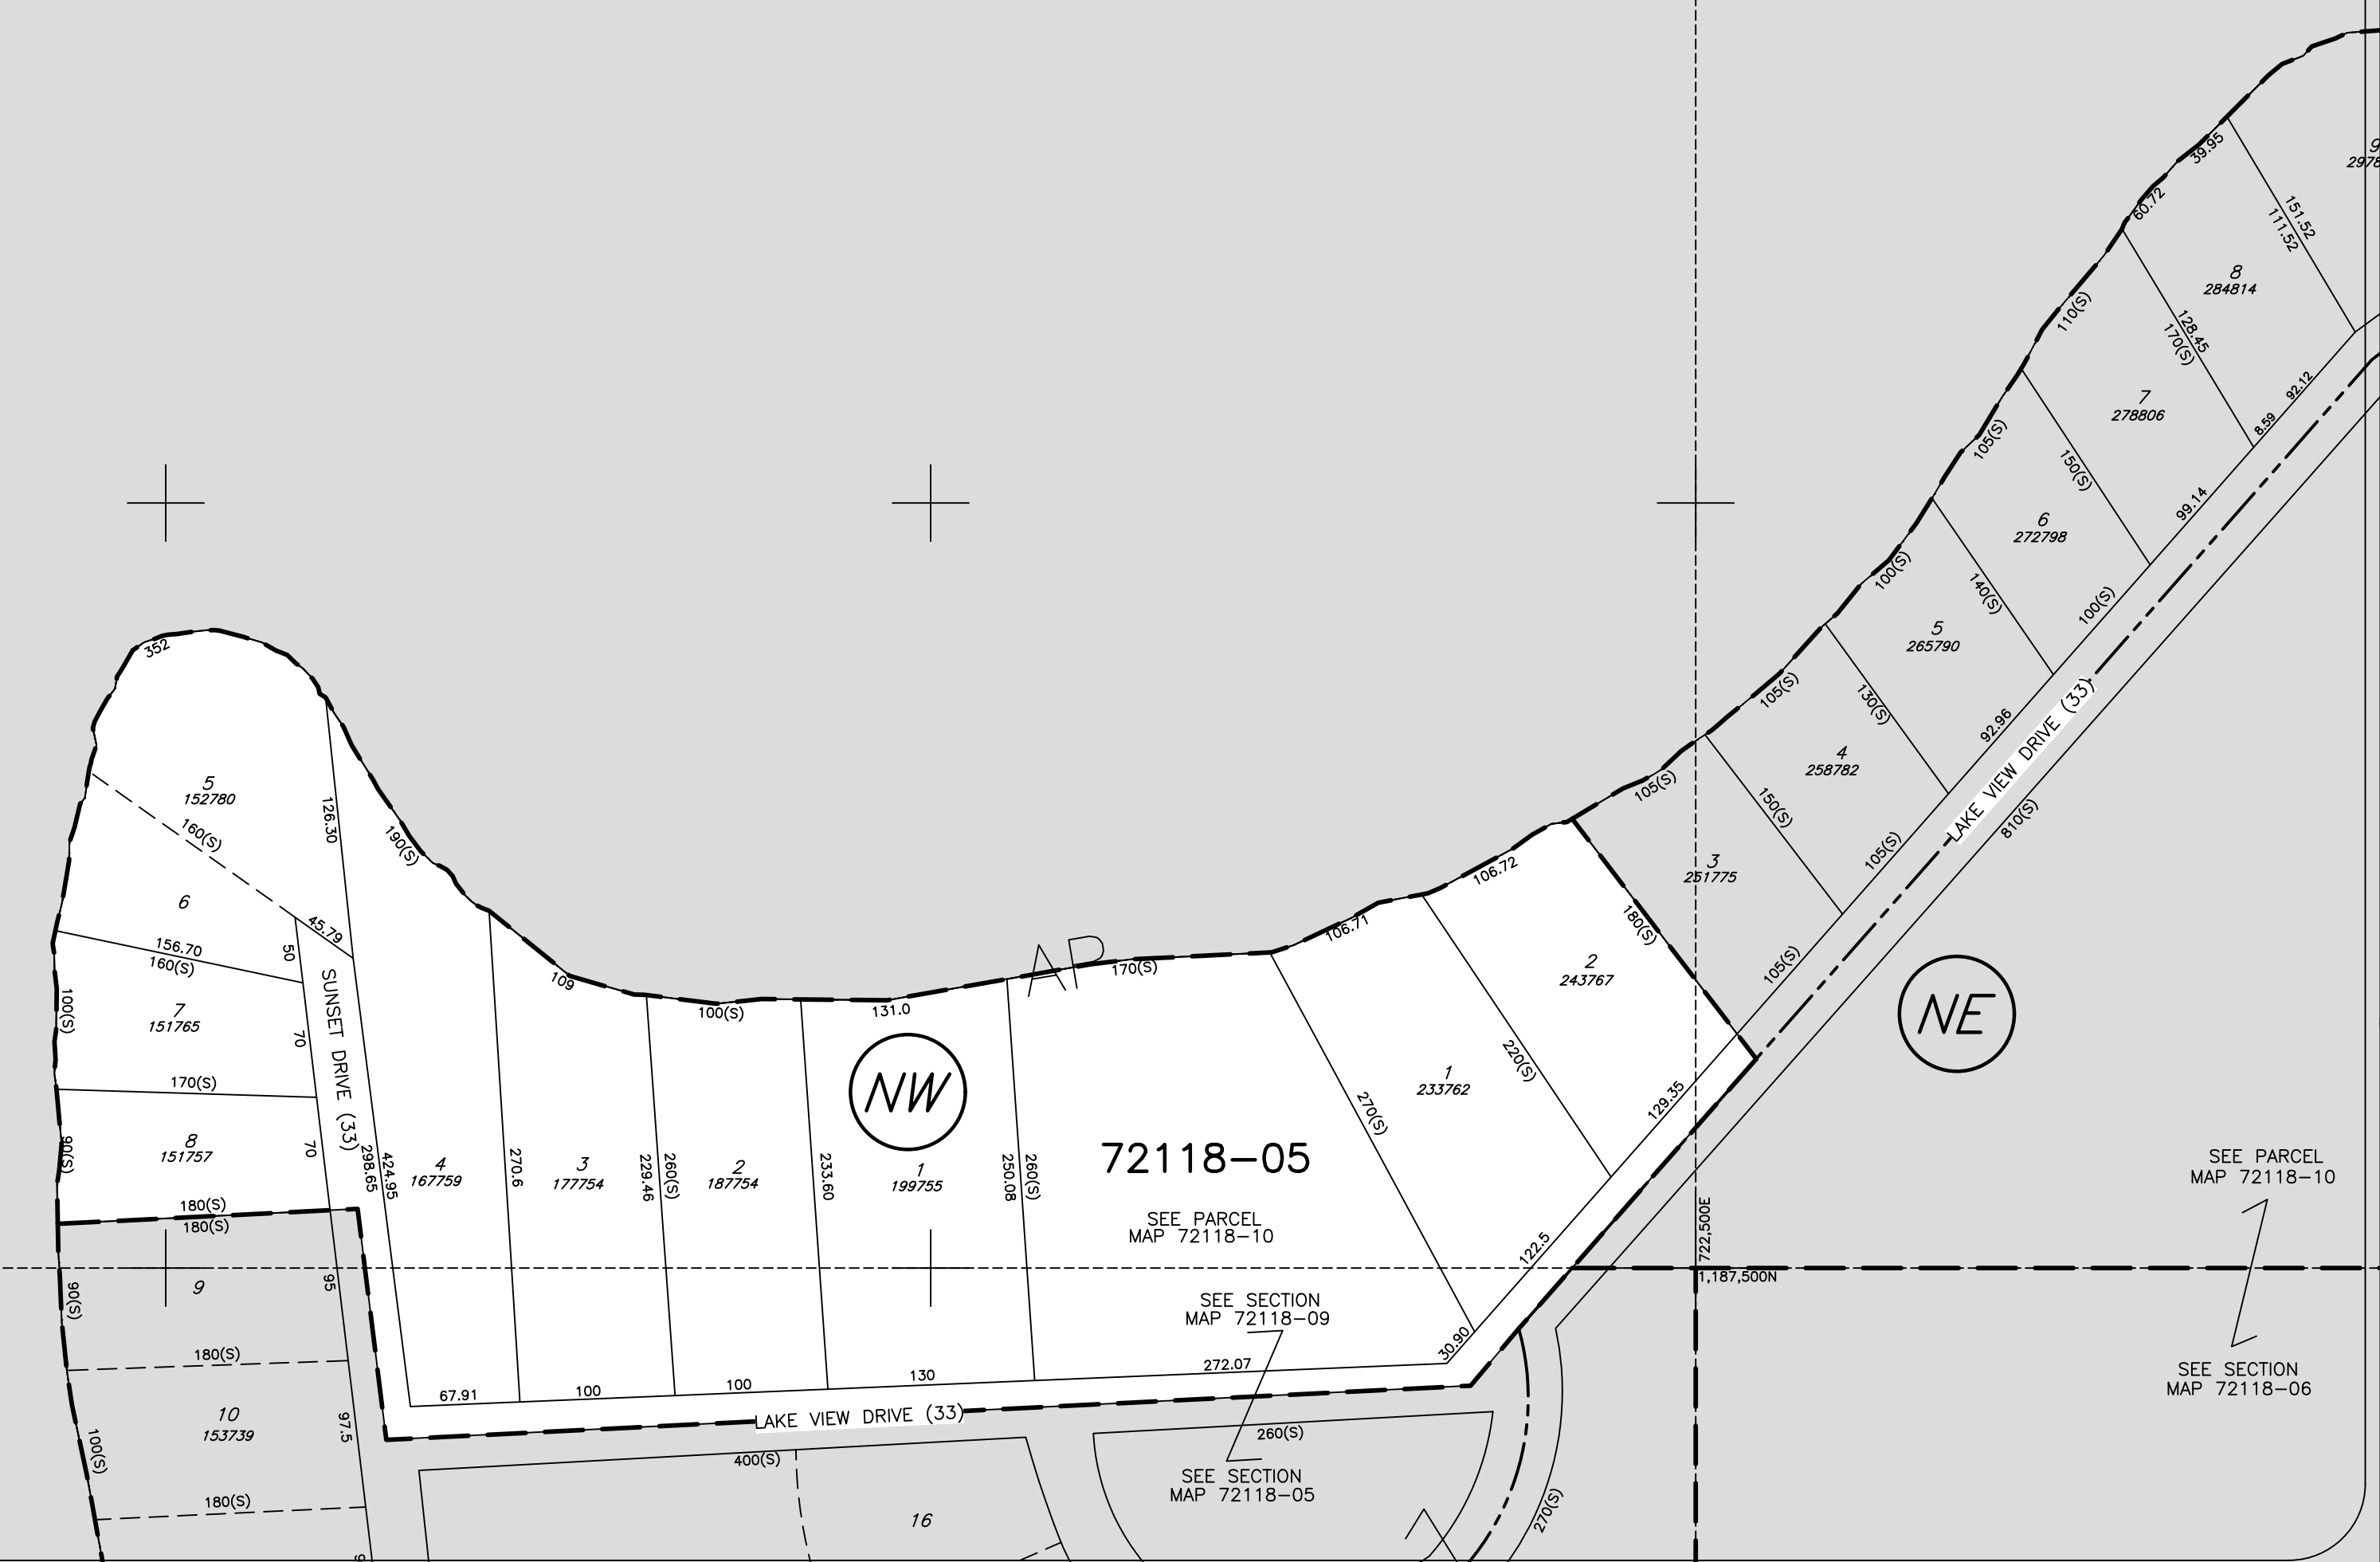 39.95
60.72
9
151.52
111.52
8
284814
110(S)
128.45
170(S)
92.12
8.59
7
278806
105(S)
150(S)
99.14
6
272798
100(S)
140(S)
100(S)
5
265790
105(S)
130(S)
92.96
LAKE VIEW DRIVE (33)
810(S)
4
258782
105(S)
150(S)
105(S)
3
251775
105(S)
180(S)
NE
352
5
152780
126.30
160(S)
190(S)
6
45.79
156.70
160(S)
50
100(S)
7
151765
70
SUNSET DRIVE (33)
170(S)
90(S)
8
151757
70
298.65
424.95
180(S)
180(S)
4
167759
270.6
109
3
177754
229.46
260(S)
100(S)
2
187754
233.60
131.0
NW
1
199755
250.08
260(S)
AP
170(S)
72118-05
SEE PARCEL
MAP 72118-10
106.71
106.72
270(S)
1
233762
220(S)
2
243767
129.35
122.5
30.90
722,500E
1,187,500N
SEE PARCEL
MAP 72118-10
SEE SECTION
MAP 72118-06
SEE SECTION
MAP 72118-09
SEE SECTION
MAP 72118-05
67.91
100
100
130
272.07
LAKE VIEW DRIVE (33)
9
90(S)
95
180(S)
10
153739
97.5
100(S)
180(S)
400(S)
16
260(S)
270(S)